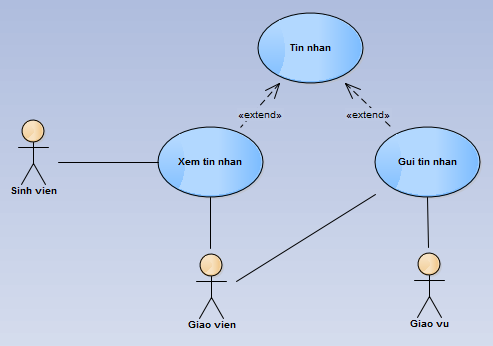 Tin nhan
«extend»
«extend»
Xem tin nhan
Gui tin nhan
Sinh vien
Giao vien
Giao vu